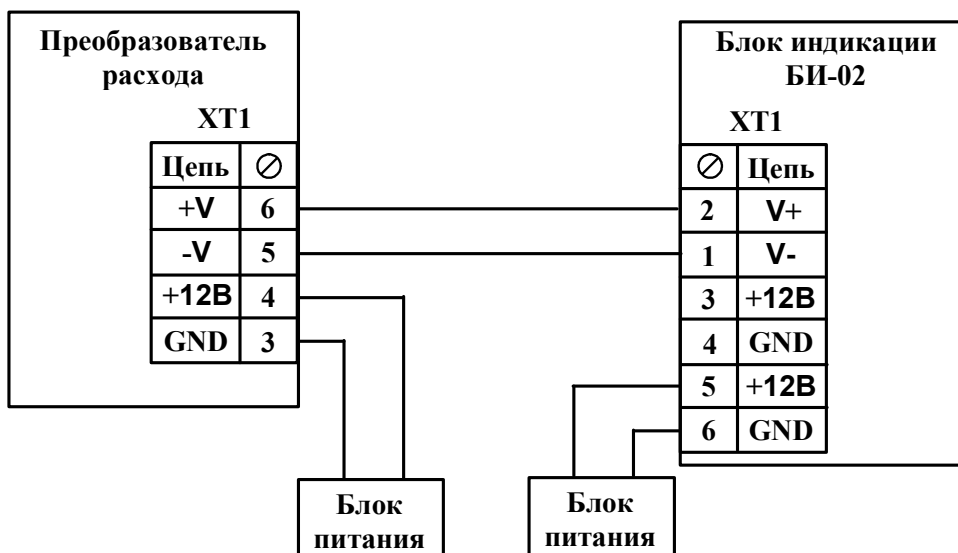 Преобразователь
расхода
XT1
Цепь ⊘
+V 6
-V 5
+12В 4
GND 3
Блок индикации
БИ-02
XT1
⊘ Цепь
2 V+
1 V-
3 +12В
4 GND
5 +12В
6 GND
Блок
питания
Блок
питания